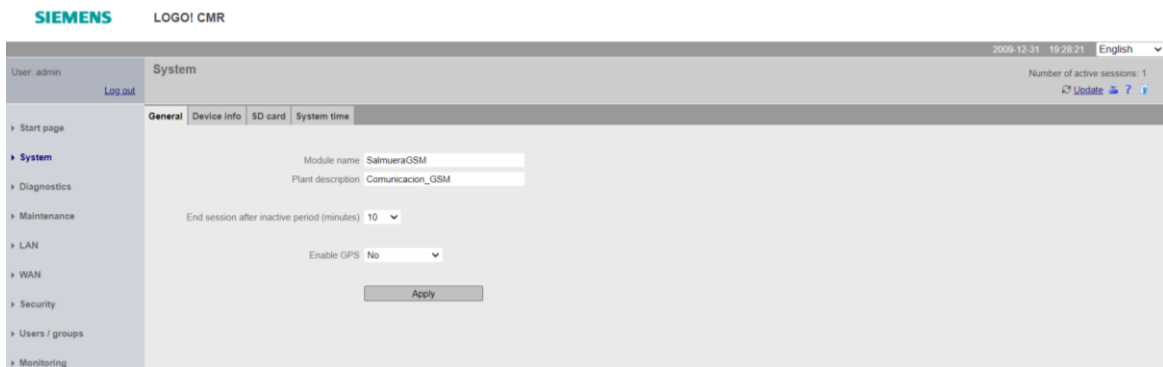 SIEMENS LOGO! CMR
2009-12-31 19:28:21 English
User: admin
Log out
System
Number of active sessions: 1
Update ?
General Device info SD card System time
Start page
System
Diagnostics
Maintenance
LAN
WAN
Security
Users / groups
Monitoring
Module name SalmueraGSM
Plant description Comunicacion_GSM
End session after inactive period (minutes) 10
Enable GPS No
Apply